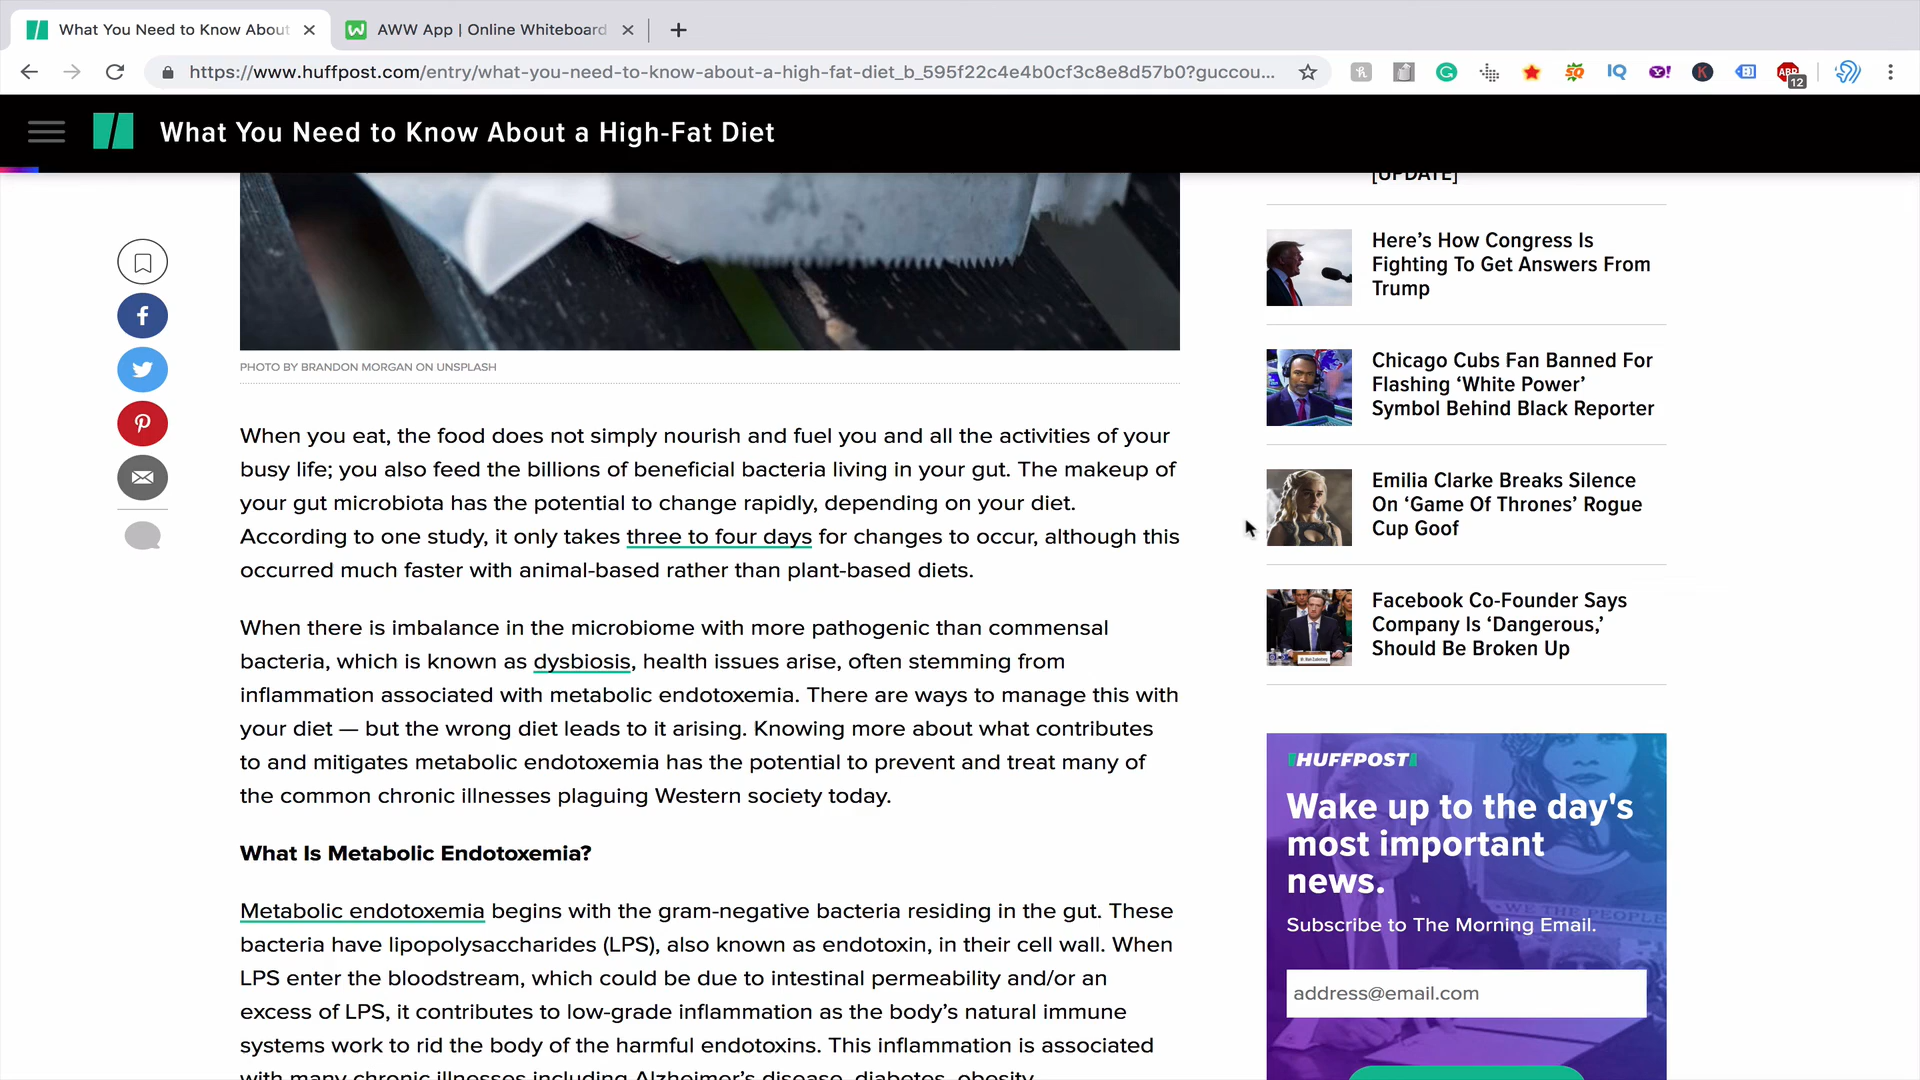 What You Need to Know About
AWW App | Online Whiteboard
https://www.huffpost.com/entry/what-you-need-to-know-about-a-high-fat-diet_b_595f22c4e4b0cf3c8e8d57b0?guccou...
12
What You Need to Know About a High-Fat Diet
PHOTO BY BRANDON MORGAN ON UNSPLASH
When you eat, the food does not simply nourish and fuel you and all the activities of your
busy life; you also feed the billions of beneficial bacteria living in your gut. The makeup of
your gut microbiota has the potential to change rapidly, depending on your diet.
According to one study, it only takes three to four days for changes to occur, although this
occurred much faster with animal-based rather than plant-based diets.
When there is imbalance in the microbiome with more pathogenic than commensal
bacteria, which is known as dysbiosis, health issues arise, often stemming from
inflammation associated with metabolic endotoxemia. There are ways to manage this with
your diet — but the wrong diet leads to it arising. Knowing more about what contributes
to and mitigates metabolic endotoxemia has the potential to prevent and treat many of
the common chronic illnesses plaguing Western society today.
What Is Metabolic Endotoxemia?
Metabolic endotoxemia begins with the gram-negative bacteria residing in the gut. These
bacteria have lipopolysaccharides (LPS), also known as endotoxin, in their cell wall. When
LPS enter the bloodstream, which could be due to intestinal permeability and/or an
excess of LPS, it contributes to low-grade inflammation as the body's natural immune
systems work to rid the body of the harmful endotoxins. This inflammation is associated
with many chronic illnesses including Alzheimer's disease, diabetes, obesity,
[UPDATE]
Here's How Congress Is
Fighting To Get Answers From
Trump
Chicago Cubs Fan Banned For
Flashing 'White Power'
Symbol Behind Black Reporter
Emilia Clarke Breaks Silence
On 'Game Of Thrones' Rogue
Cup Goof
Facebook Co-Founder Says
Company Is 'Dangerous,'
Should Be Broken Up
HUFFPOST
Wake up to the day's
most important
news.
Subscribe to The Morning Email.
address@email.com